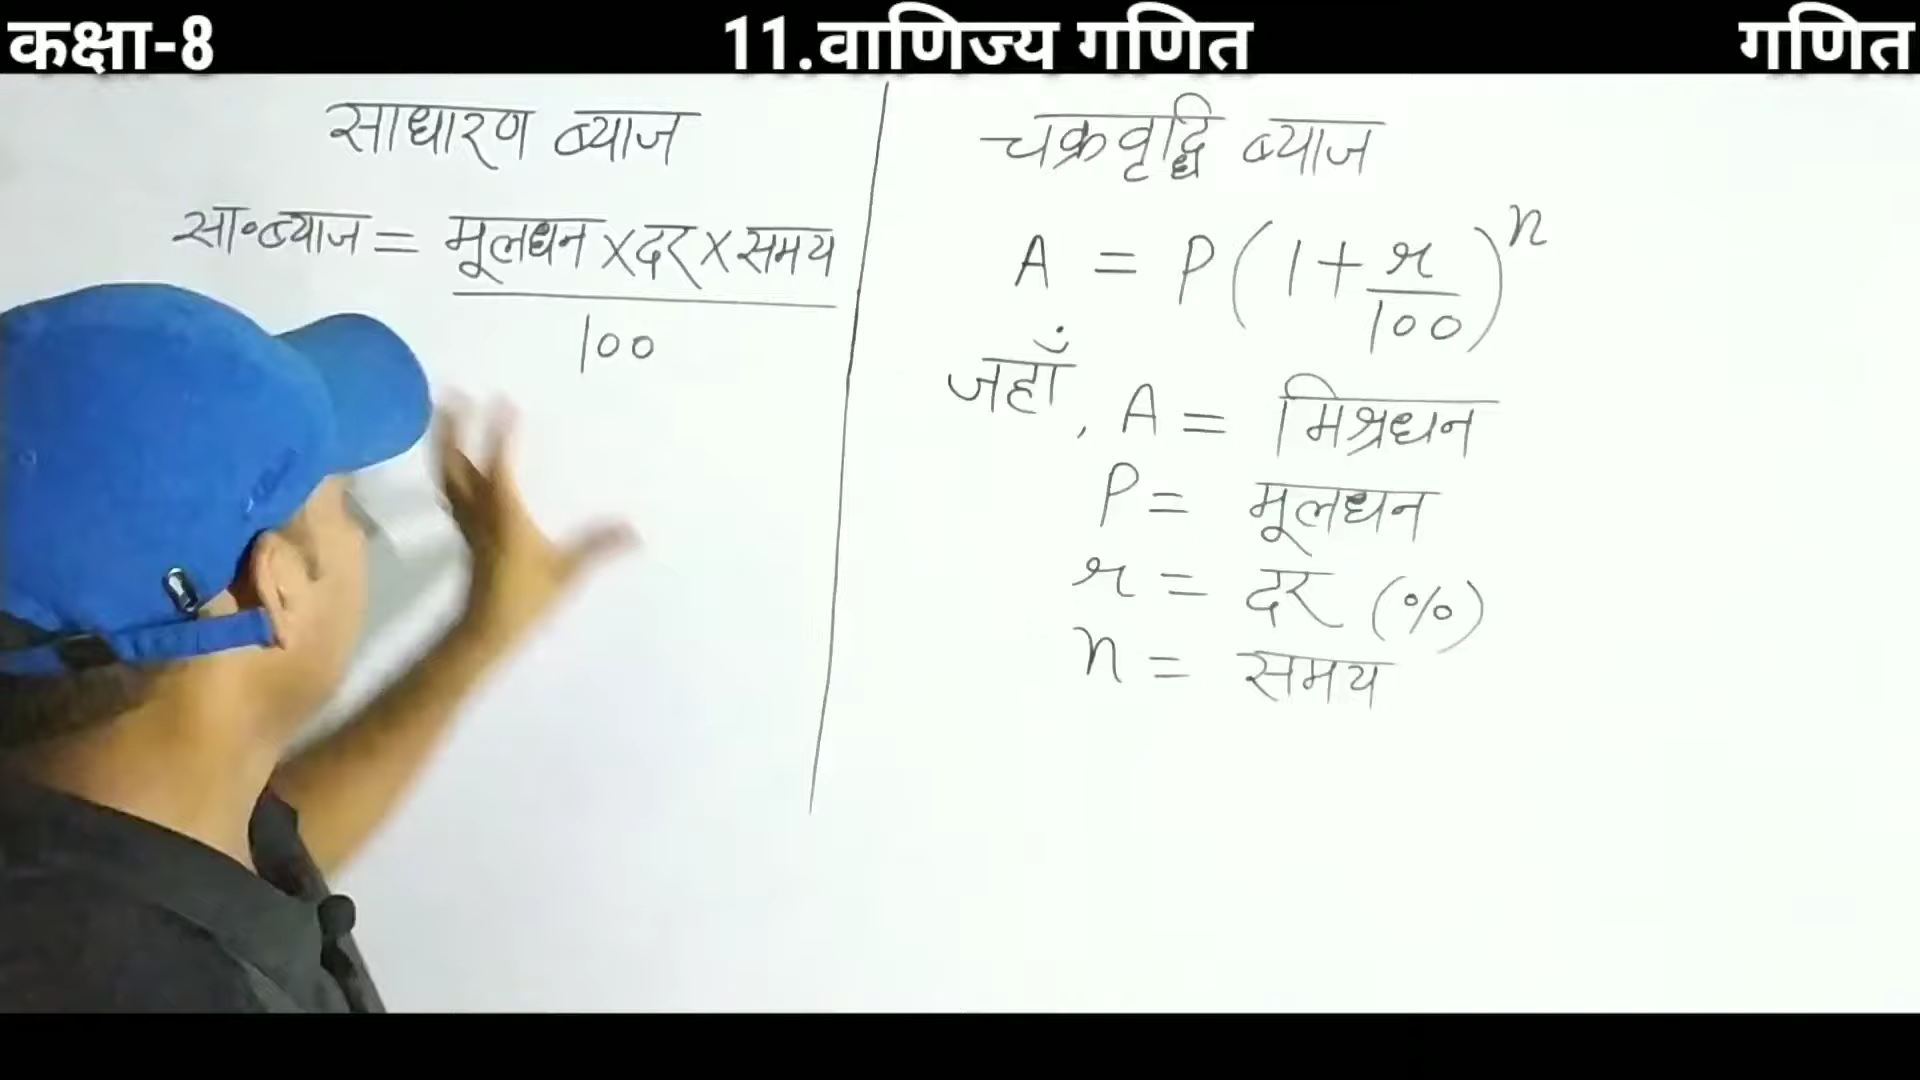 कक्षा-8
11.वाणिज्य गणित
गणित
साधारण ब्याज
सा॰ब्याज = मूलधन X दर X समय
100
चक्रवृद्धि ब्याज
A = P(1+r/100)^n
जहाँ, A = मिश्रधन
P = मूलधन
r = दर (%)
n = समय